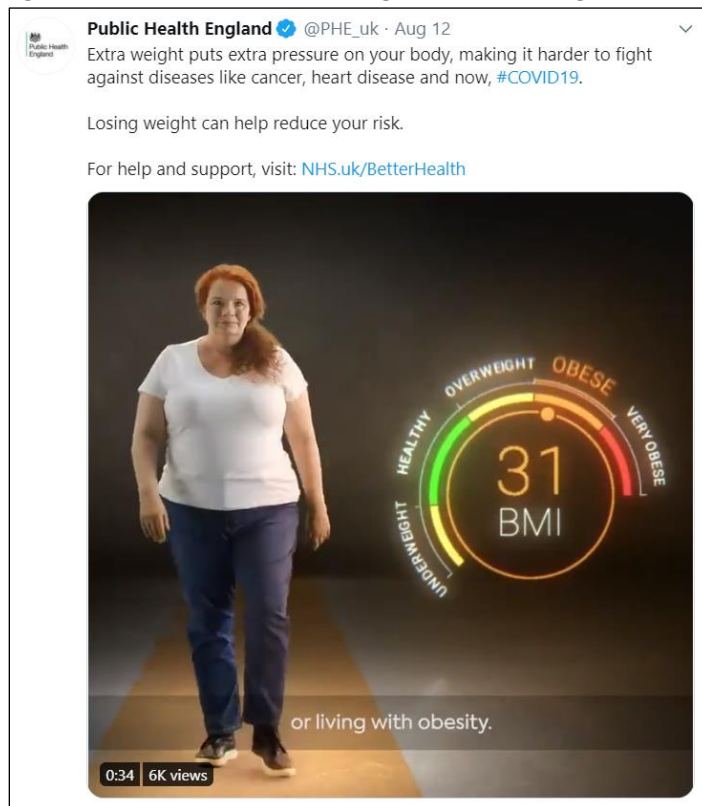 Public Health England @PHE_uk · Aug 12
Public Health
England
Extra weight puts extra pressure on your body, making it harder to fight
against diseases like cancer, heart disease and now, #COVID19.
Losing weight can help reduce your risk.
For help and support, visit: NHS.uk/BetterHealth
UNDERWEIGHT
HEALTHY
OVERWEIGHT
OBESE
VERY OBESE
31
BMI
or living with obesity.
0:34 6K views